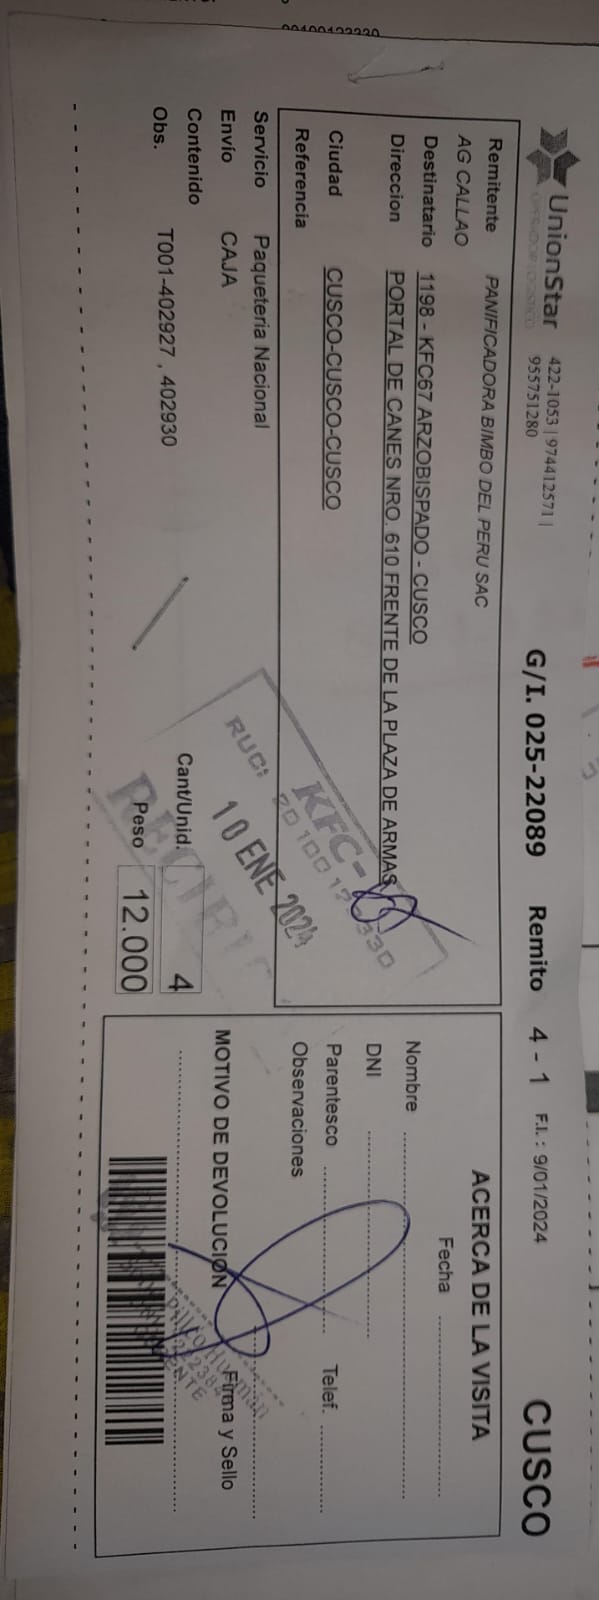 UnionStar
OPERADOR LOGISTICO
422-1053 | 974412571 |
955751280
G/I. 025-22089 Remito 4 - 1 F.I. : 9/01/2024 CUSCO
Remitente PANIFICADORA BIMBO DEL PERU SAC
AG CALLAO
Destinatario 1198 - KFC67 ARZOBISPADO - CUSCO
Direccion PORTAL DE CANES NRO. 610 FRENTE DE LA PLAZA DE ARMAS
Ciudad CUSCO-CUSCO-CUSCO
Referencia
Servicio Paqueteria Nacional
Envio CAJA
Contenido
Obs. T001-402927 , 402930
Cant/Unid. 4
Peso 12.000
KFC-
RUC:
10 ENE 2024
ACERCA DE LA VISITA
Fecha
Nombre
DNI
Parentesco Telef.
Observaciones
MOTIVO DE DEVOLUCION
Firma y Sello